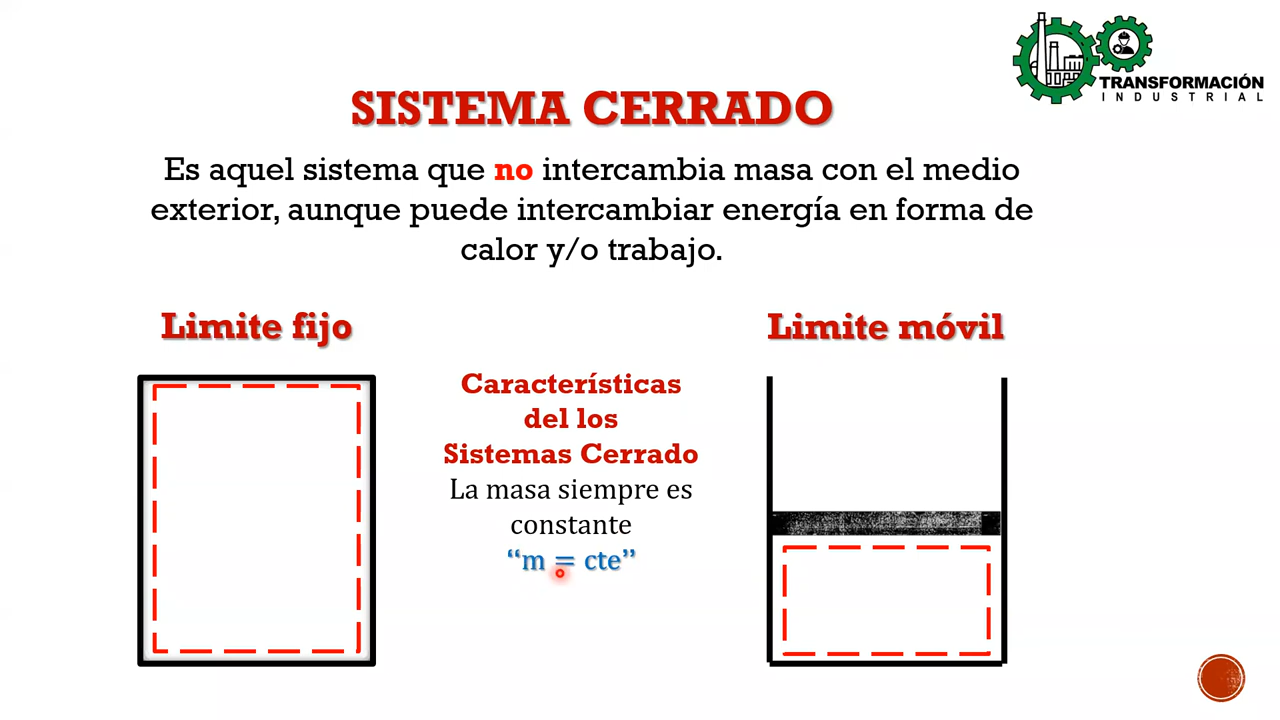 TRANSFORMACIÓN
INDUSTRIAL
SISTEMA CERRADO
Es aquel sistema que no intercambia masa con el medio
exterior, aunque puede intercambiar energía en forma de
calor y/o trabajo.
Limite fijo
Limite móvil
Características
del los
Sistemas Cerrado
La masa siempre es
constante
“m = cte”